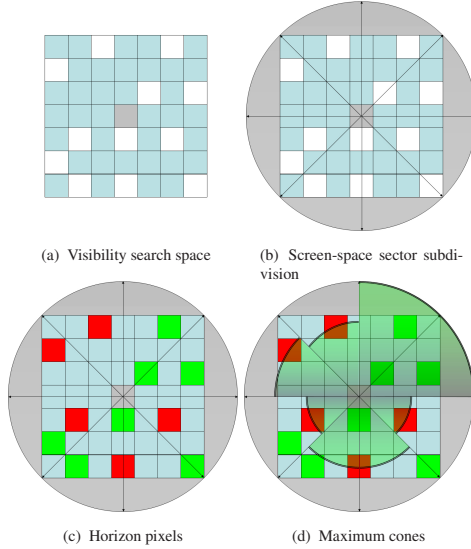 (a) Visibility search space
(b) Screen-space sector subdi-
vision
(c) Horizon pixels
(d) Maximum cones